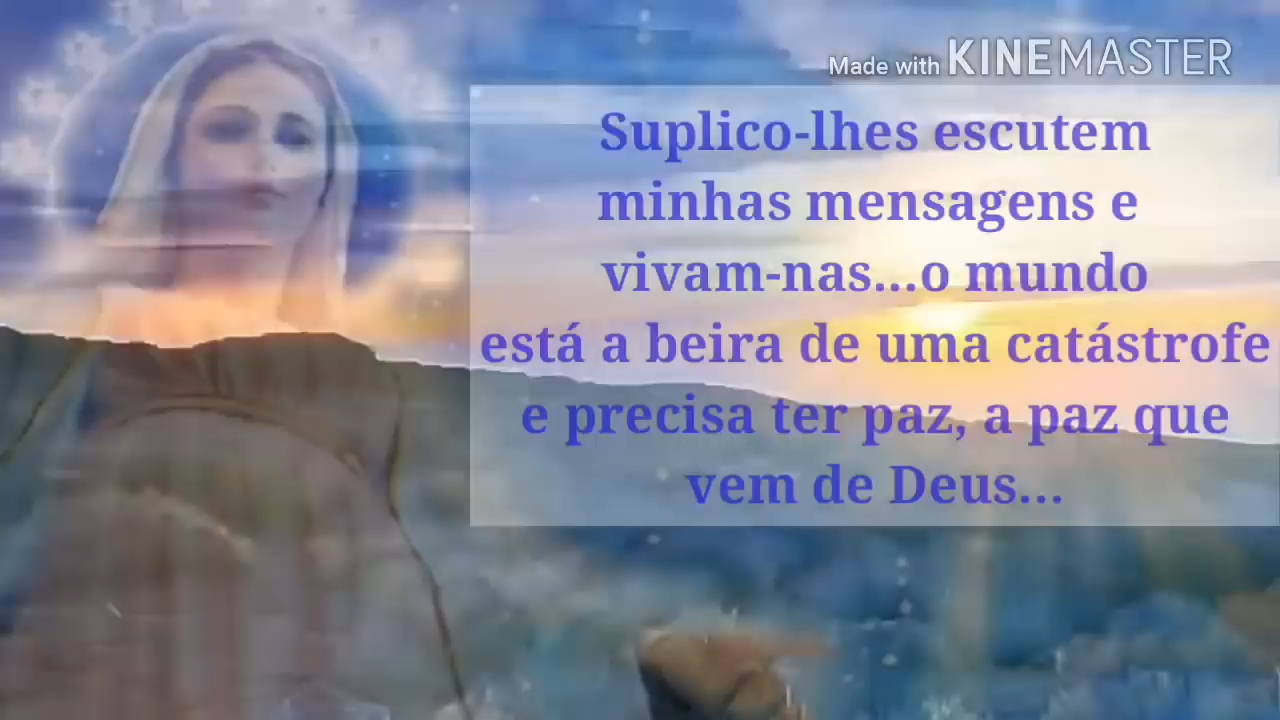 Made with KINEMASTER
Suplico-lhes escutem
minhas mensagens e
vivam-nas...o mundo
está a beira de uma catástrofe
e precisa ter paz, a paz que
vem de Deus...